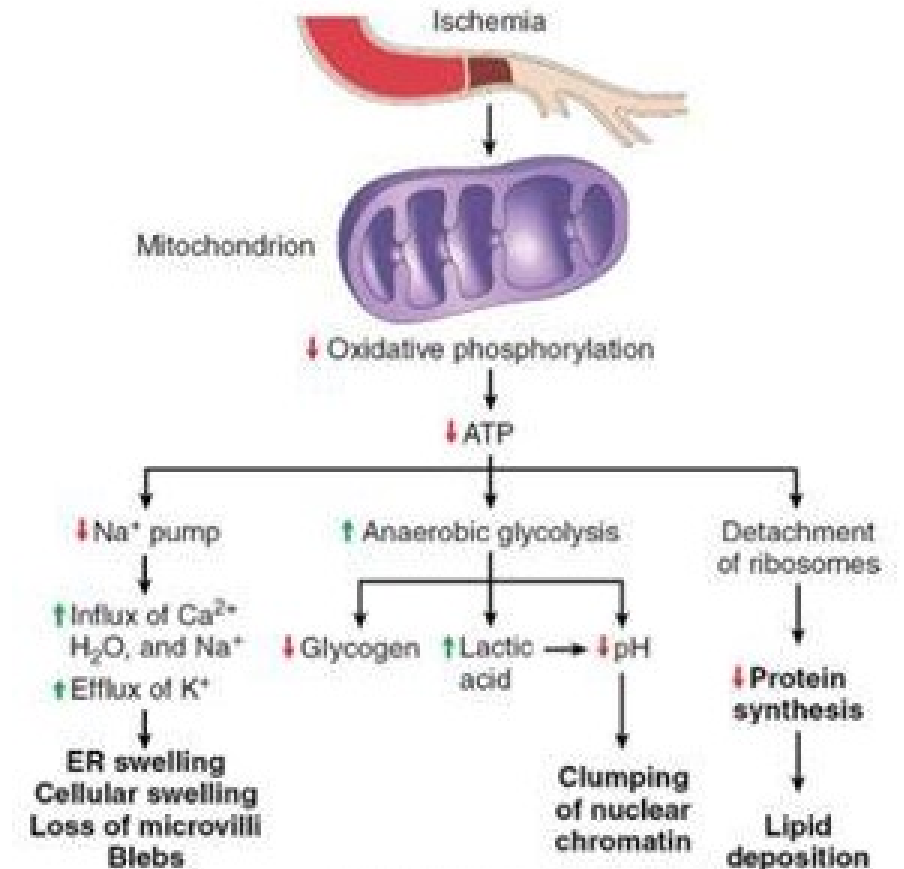 Ischemia
Mitochondrion
↓ Oxidative phosphorylation
↓ ATP
↓ Na⁺ pump
↑ Influx of Ca²⁺
H₂O, and Na⁺
↑ Efflux of K⁺
ER swelling
Cellular swelling
Loss of microvilli
Blebs
↑ Anaerobic glycolysis
↓ Glycogen
↑ Lactic
acid
↓ pH
Clumping
of nuclear
chromatin
Detachment
of ribosomes
↓ Protein
synthesis
Lipid
deposition